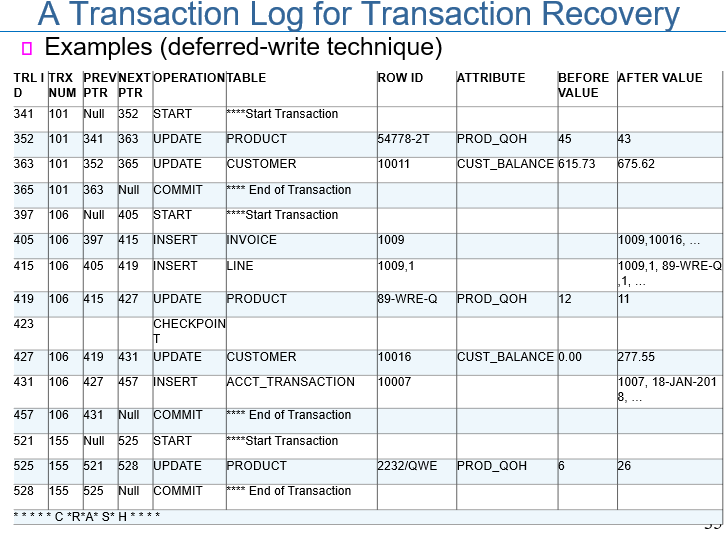 A Transaction Log for Transaction Recovery
Examples (deferred-write technique)
TRL I TRX PREV NEXT OPERATION TABLE ROW ID ATTRIBUTE BEFORE AFTER VALUE
D NUM PTR PTR VALUE
341 101 Null 352 START ****Start Transaction
352 101 341 363 UPDATE PRODUCT 54778-2T PROD_QOH 45 43
363 101 352 365 UPDATE CUSTOMER 10011 CUST_BALANCE 615.73 675.62
365 101 363 Null COMMIT **** End of Transaction
397 106 Null 405 START ****Start Transaction
405 106 397 415 INSERT INVOICE 1009 1009,10016, ...
415 106 405 419 INSERT LINE 1009,1 1009,1, 89-WRE-Q
,1, ...
419 106 415 427 UPDATE PRODUCT 89-WRE-Q PROD_QOH 12 11
423 CHECKPOIN
T
427 106 419 431 UPDATE CUSTOMER 10016 CUST_BALANCE 0.00 277.55
431 106 427 457 INSERT ACCT_TRANSACTION 10007 1007, 18-JAN-201
8, ...
457 106 431 Null COMMIT **** End of Transaction
521 155 Null 525 START ****Start Transaction
525 155 521 528 UPDATE PRODUCT 2232/QWE PROD_QOH 6 26
528 155 525 Null COMMIT **** End of Transaction
* * * * * C *R*A* S* H * * * *